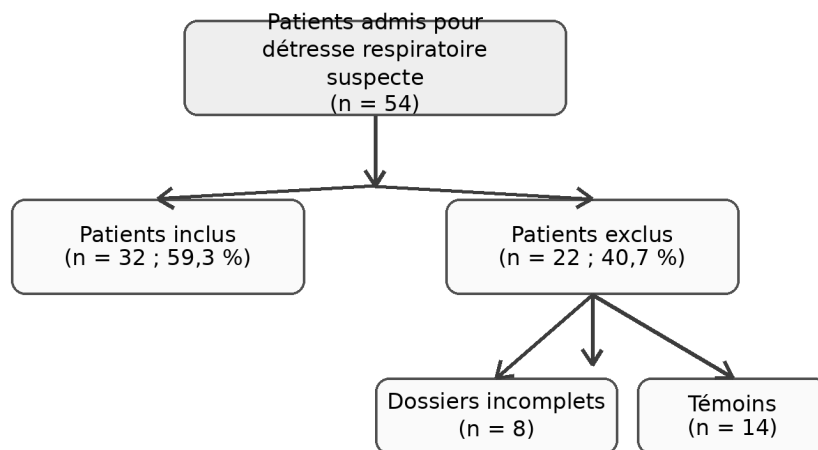 Patients admis pour
détresse respiratoire
suspecte
(n = 54)
Patients inclus
(n = 32 ; 59,3 %)
Patients exclus
(n = 22 ; 40,7 %)
Dossiers incomplets
(n = 8)
Témoins
(n = 14)